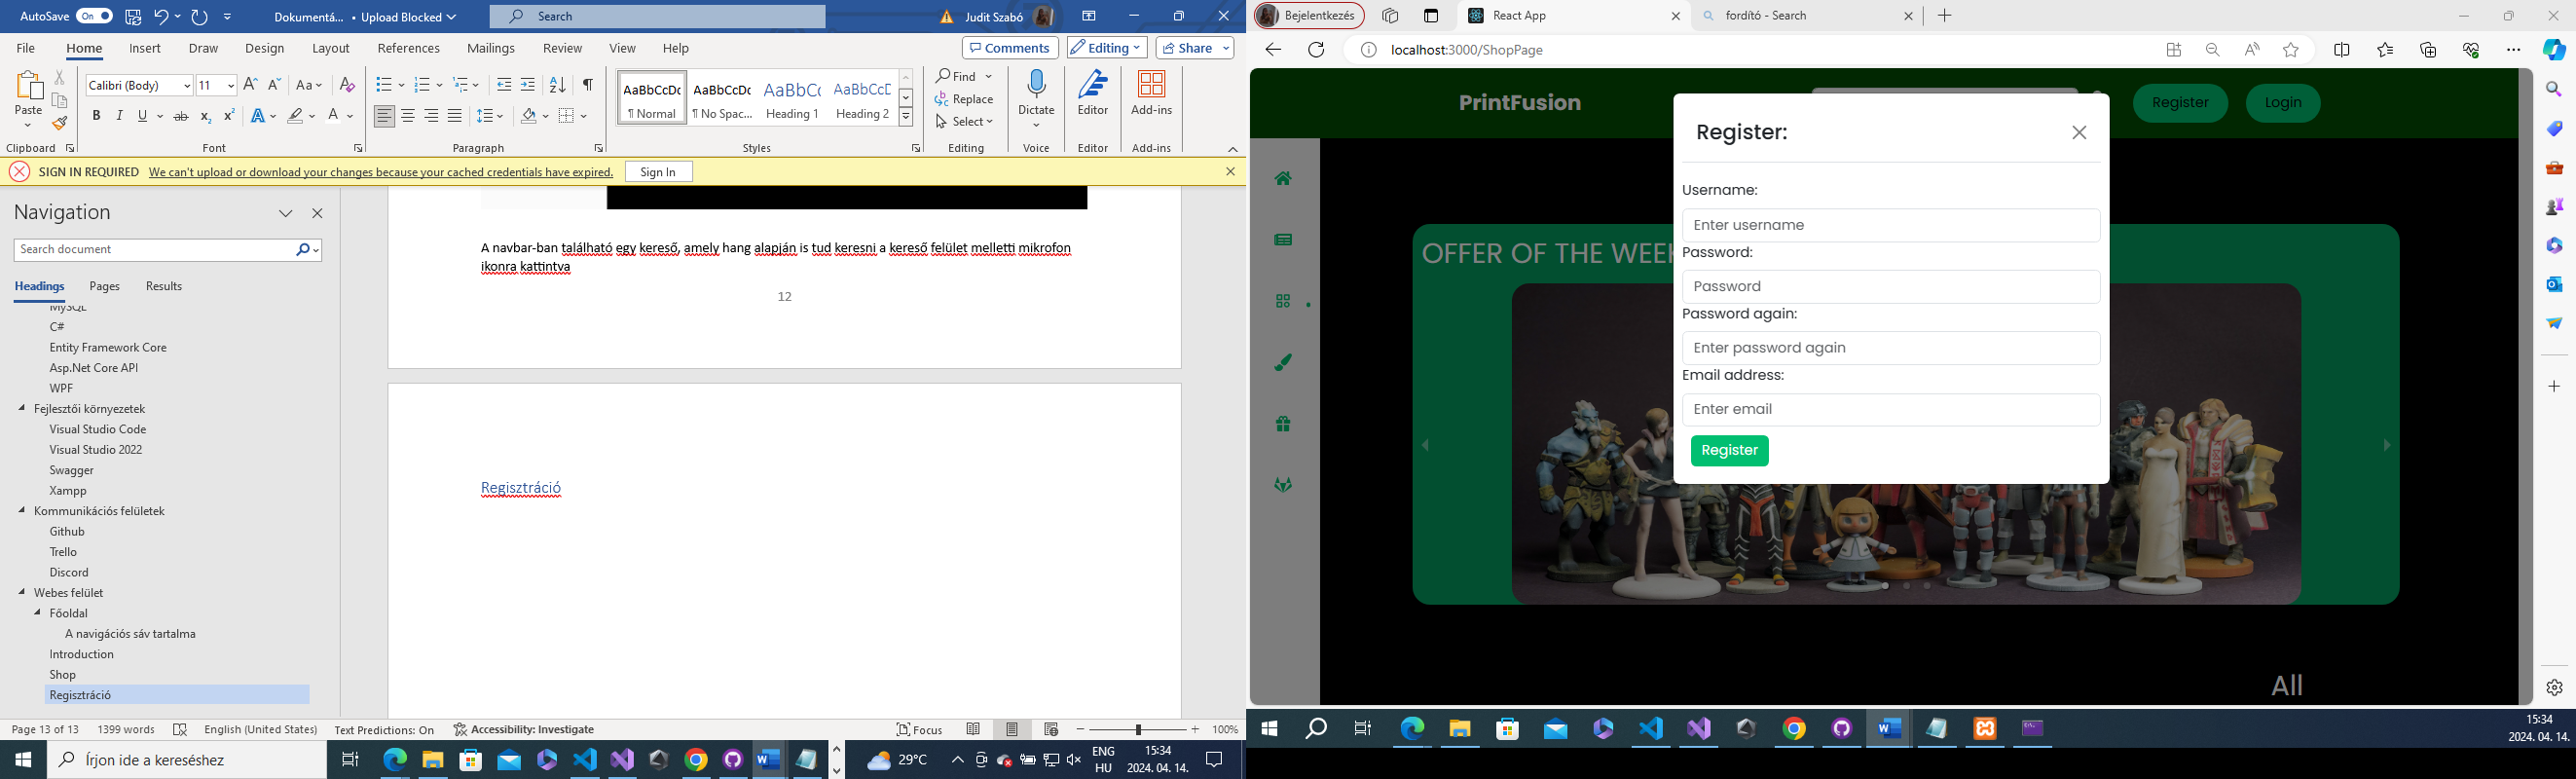 AutoSave On Dokumentá... • Upload Blocked Search Judit Szabó
File Home Insert Draw Design Layout References Mailings Review View Help Comments Editing Share
Paste Calibri (Body) 11 Aa Find Replace Select Dictate Editor Add-ins
B I U ab x₂ x² A A
AaBbCcDc AaBbCcDc AaBbCc AaBbCcD
¶ Normal ¶ No Spac... Heading 1 Heading 2
Clipboard Font Paragraph Styles Editing Voice Editor Add-ins
SIGN IN REQUIRED We can't upload or download your changes because your cached credentials have expired. Sign In
Navigation
Search document
Headings Pages Results
MySQL
C#
Entity Framework Core
Asp.Net Core API
WPF
Fejlesztői környezetek
Visual Studio Code
Visual Studio 2022
Swagger
Xampp
Kommunikációs felületek
Github
Trello
Discord
Webes felület
Főoldal
A navigációs sáv tartalma
Introduction
Shop
Regisztráció
A navbar-ban található egy kereső, amely hang alapján is tud keresni a kereső felület melletti mikrofon
ikonra kattintva
12
Regisztráció
Page 13 of 13 1399 words English (United States) Text Predictions: On Accessibility: Investigate Focus 100%
Írjon ide a kereséshez 29°C ENG HU 15:34 2024. 04. 14.
Bejelentkezés React App fordító - Search
localhost:3000/ShopPage
PrintFusion Register Login
Register:
Username:
Enter username
Password:
Password
Password again:
Enter password again
Email address:
Enter email
Register
OFFER OF THE WEEK
All
15:34
2024. 04. 14.